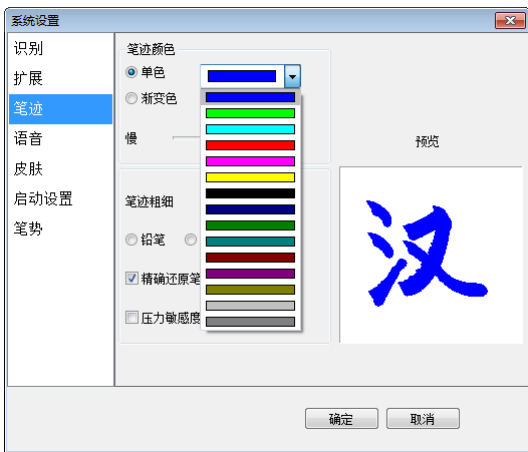 系统设置
识别
扩展
笔迹
语音
皮肤
启动设置
笔势
笔迹颜色
单色
渐变色
慢
笔迹粗细
铅笔
精确还原笔
压力敏感度
预览
汉
确定
取消